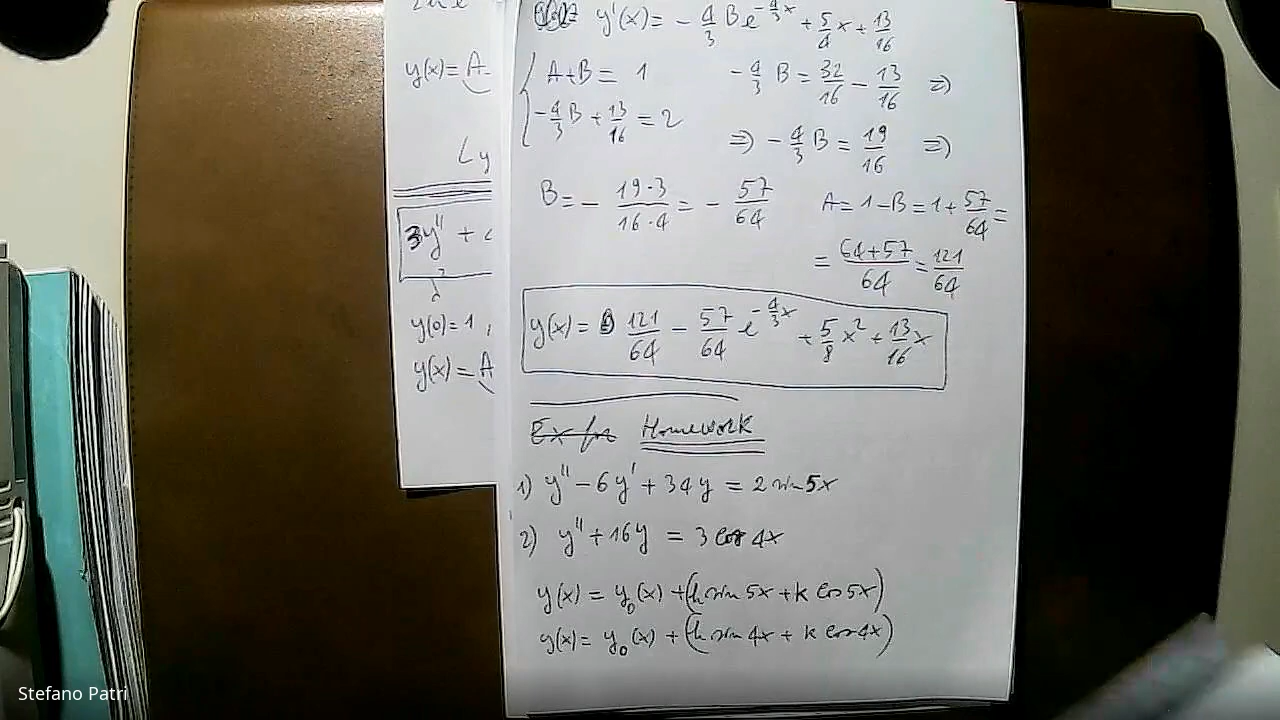 y(x) = A
Ly
3y'' +
y(0) = 1,
y(x) = A
y'(x) = - 4/3 B e^{-4/3 x} + 5/4 x + 13/16
A + B = 1
- 4/3 B + 13/16 = 2
- 4/3 B = 32/16 - 13/16 =>
=> - 4/3 B = 19/16 =>
B = - 19·3/16·4 = - 57/64
A = 1 - B = 1 + 57/64 =
= 64+57/64 = 121/64
y(x) = 121/64 - 57/64 e^{-4/3 x} + 5/8 x² + 13/16 x
Ex for Homework
1) y'' - 6y' + 34y = 2 sin 5x
2) y'' + 16y = 3 cos 4x
y(x) = y₀(x) + (h sin 5x + k cos 5x)
y(x) = y₀(x) + (h sin 4x + k cos 4x)
Stefano Patri